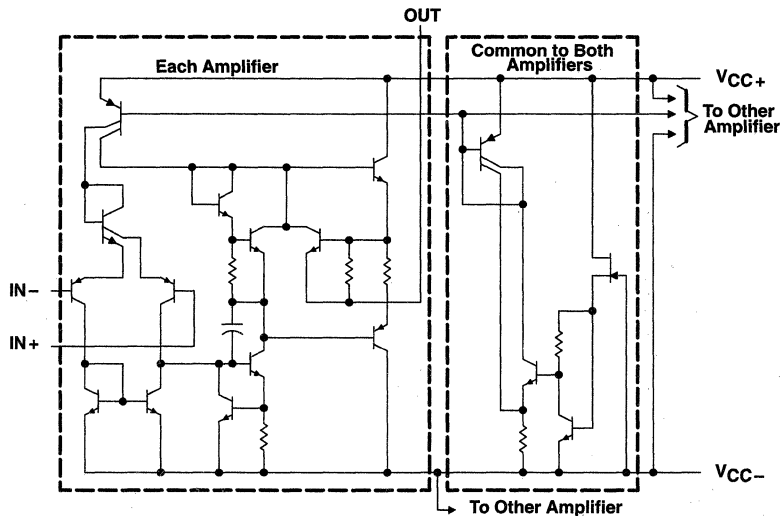 OUT
Each Amplifier
Common to Both
Amplifiers
VCC+
To Other
Amplifier
IN−
IN+
VCC−
To Other Amplifier